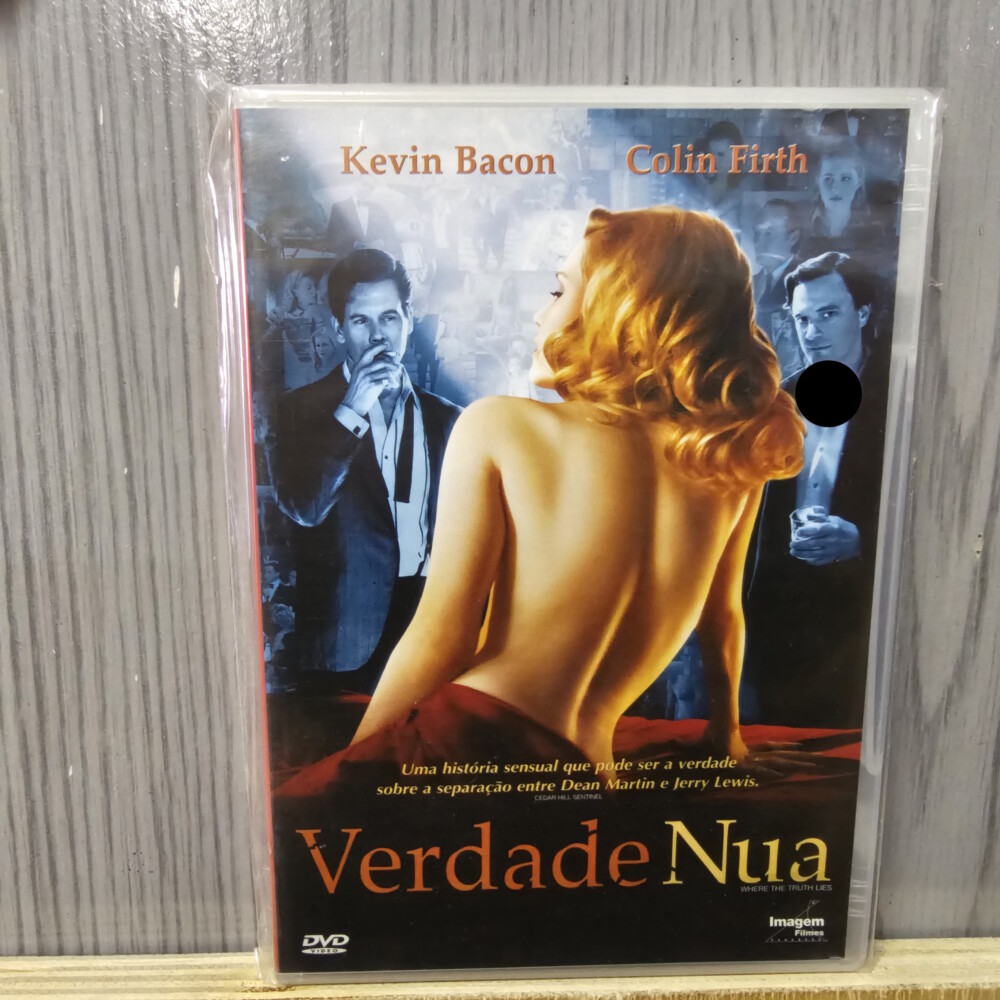 Kevin Bacon Colin Firth
Uma história sensual que pode ser a verdade
sobre a separação entre Dean Martin e Jerry Lewis.
CEDAR HILL SENTINEL
Verdade Nua
WHERE THE TRUTH LIES
Imagem
Filmes
DVD
VIDEO